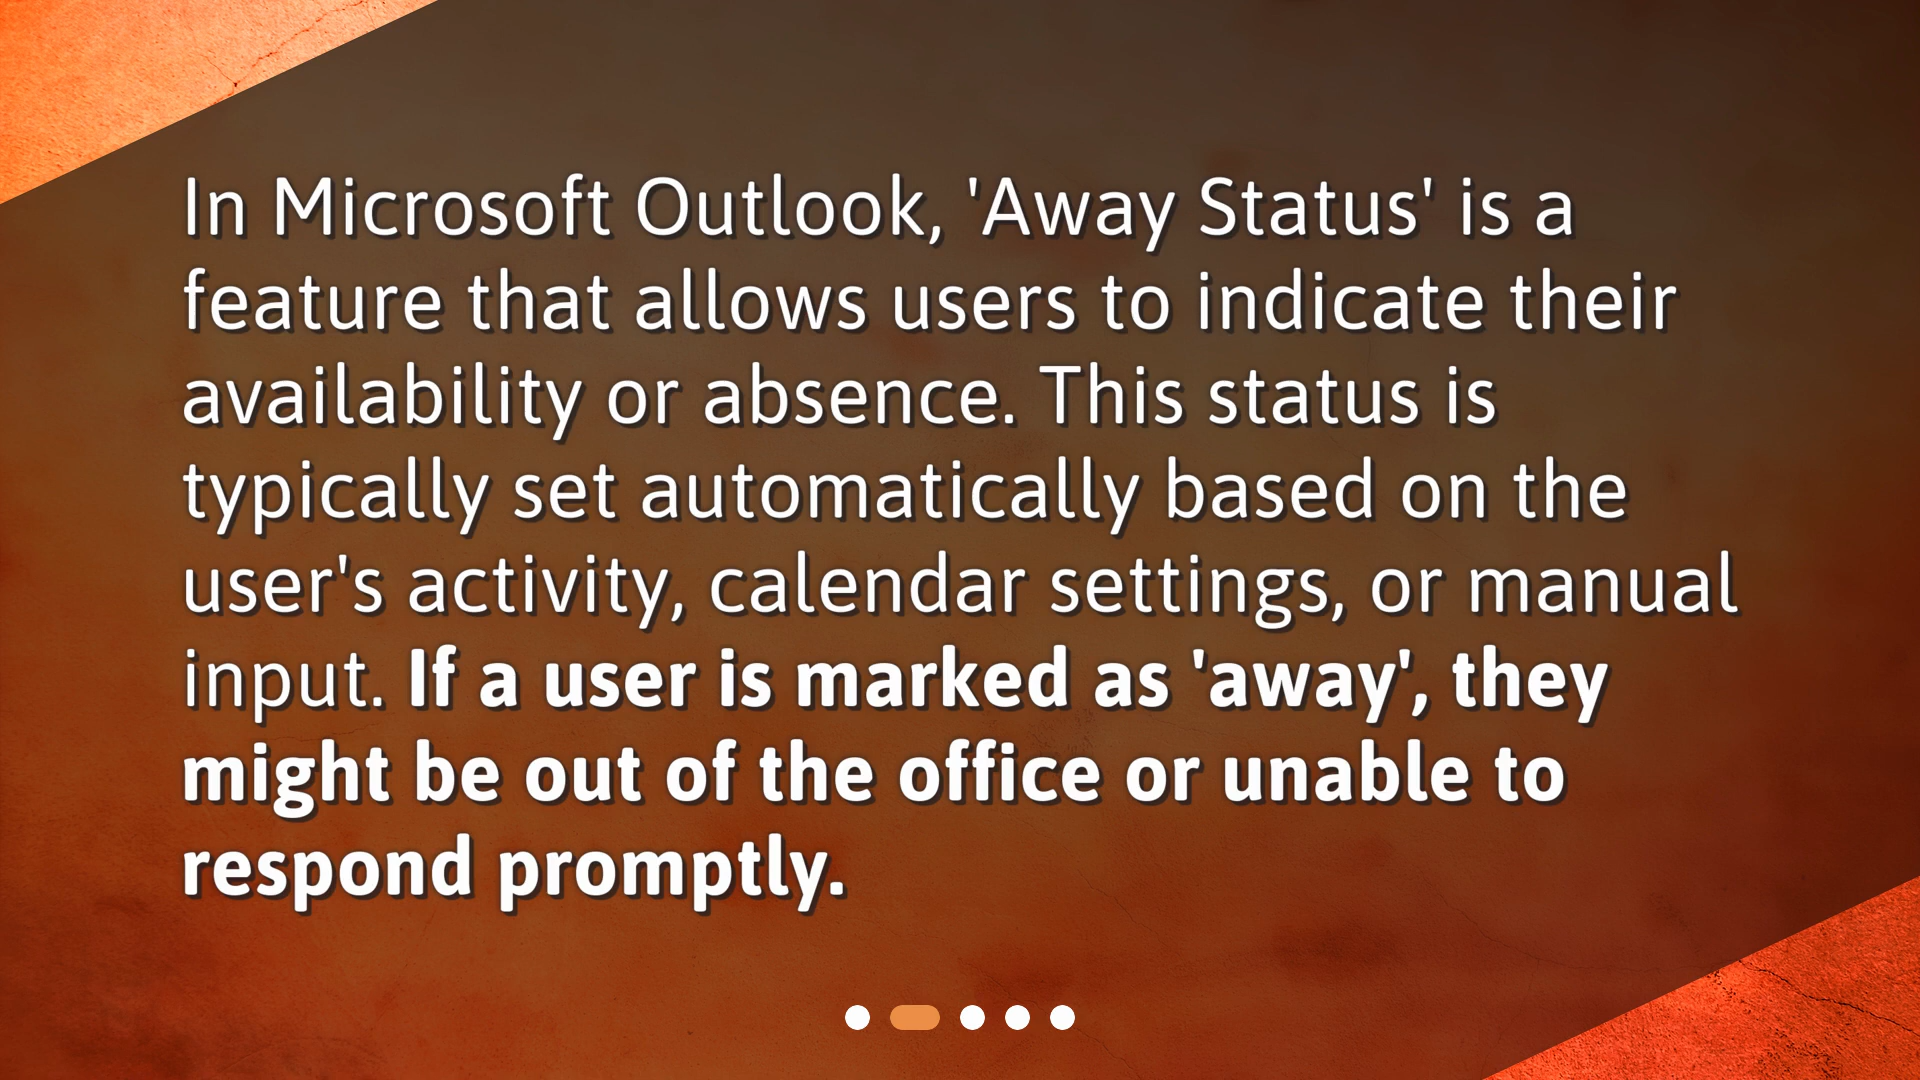 In Microsoft Outlook, 'Away Status' is a
feature that allows users to indicate their
availability or absence. This status is
typically set automatically based on the
user's activity, calendar settings, or manual
input. If a user is marked as 'away', they
might be out of the office or unable to
respond promptly.